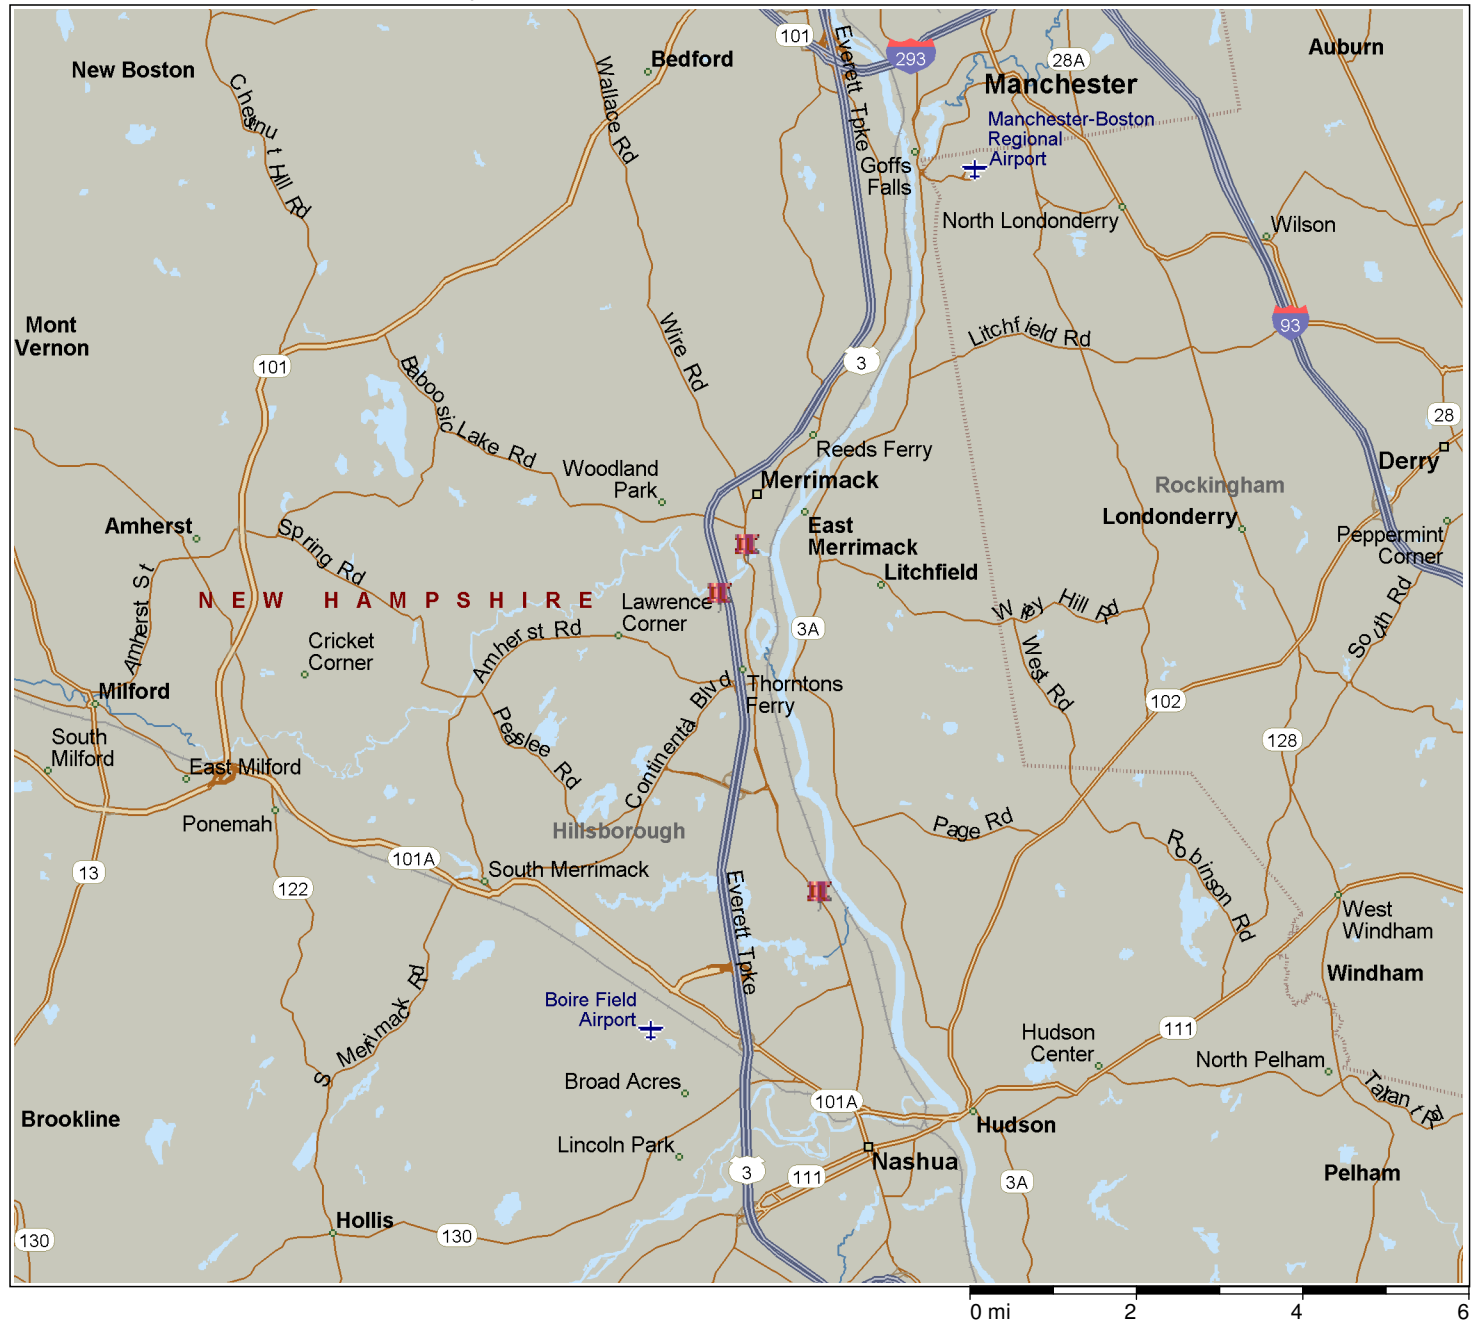 101
Everett Tpke
293
28A
Auburn
New Boston
Bedford
Manchester
Chestnut Hill Rd
Wallace Rd
Manchester-Boston
Regional
Airport
Goffs
Falls
North Londonderry
Wilson
Mont
Vernon
Wire Rd
Litchfield Rd
93
101
3
Baboosic Lake Rd
28
Reeds Ferry
Derry
Woodland
Park
Merrimack
Rockingham
Londonderry
Amherst
East
Merrimack
Peppermint
Corner
Spring Rd
Litchfield
Amherst St
NEW HAMPSHIRE
Lawrence
Corner
Hill Rd
South Rd
Cricket
Corner
Amherst Rd
3A
West Rd
Milford
Continental Blvd
Thorntons
Ferry
102
South
Milford
Peaslee Rd
128
East Milford
Ponemah
Hillsborough
Page Rd
Robinson Rd
13
101A
122
South Merrimack
Everett Tpke
West
Windham
Windham
S Merrimack Rd
Boire Field
Airport
111
Hudson
Center
North Pelham
Broad Acres
101A
Brookline
Hudson
Lincoln Park
Nashua
3
111
3A
Pelham
Hollis
130
130
0 mi 2 4 6